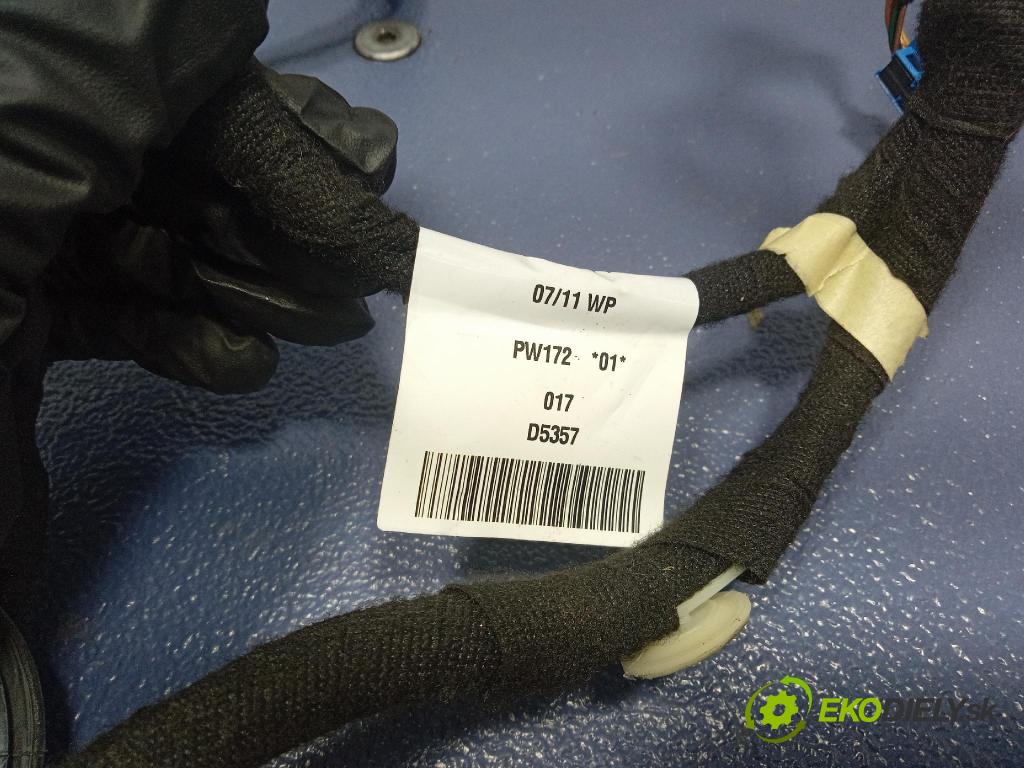 07/11 WP
PW172 *01*
017
D5357
EKODIELY.sk